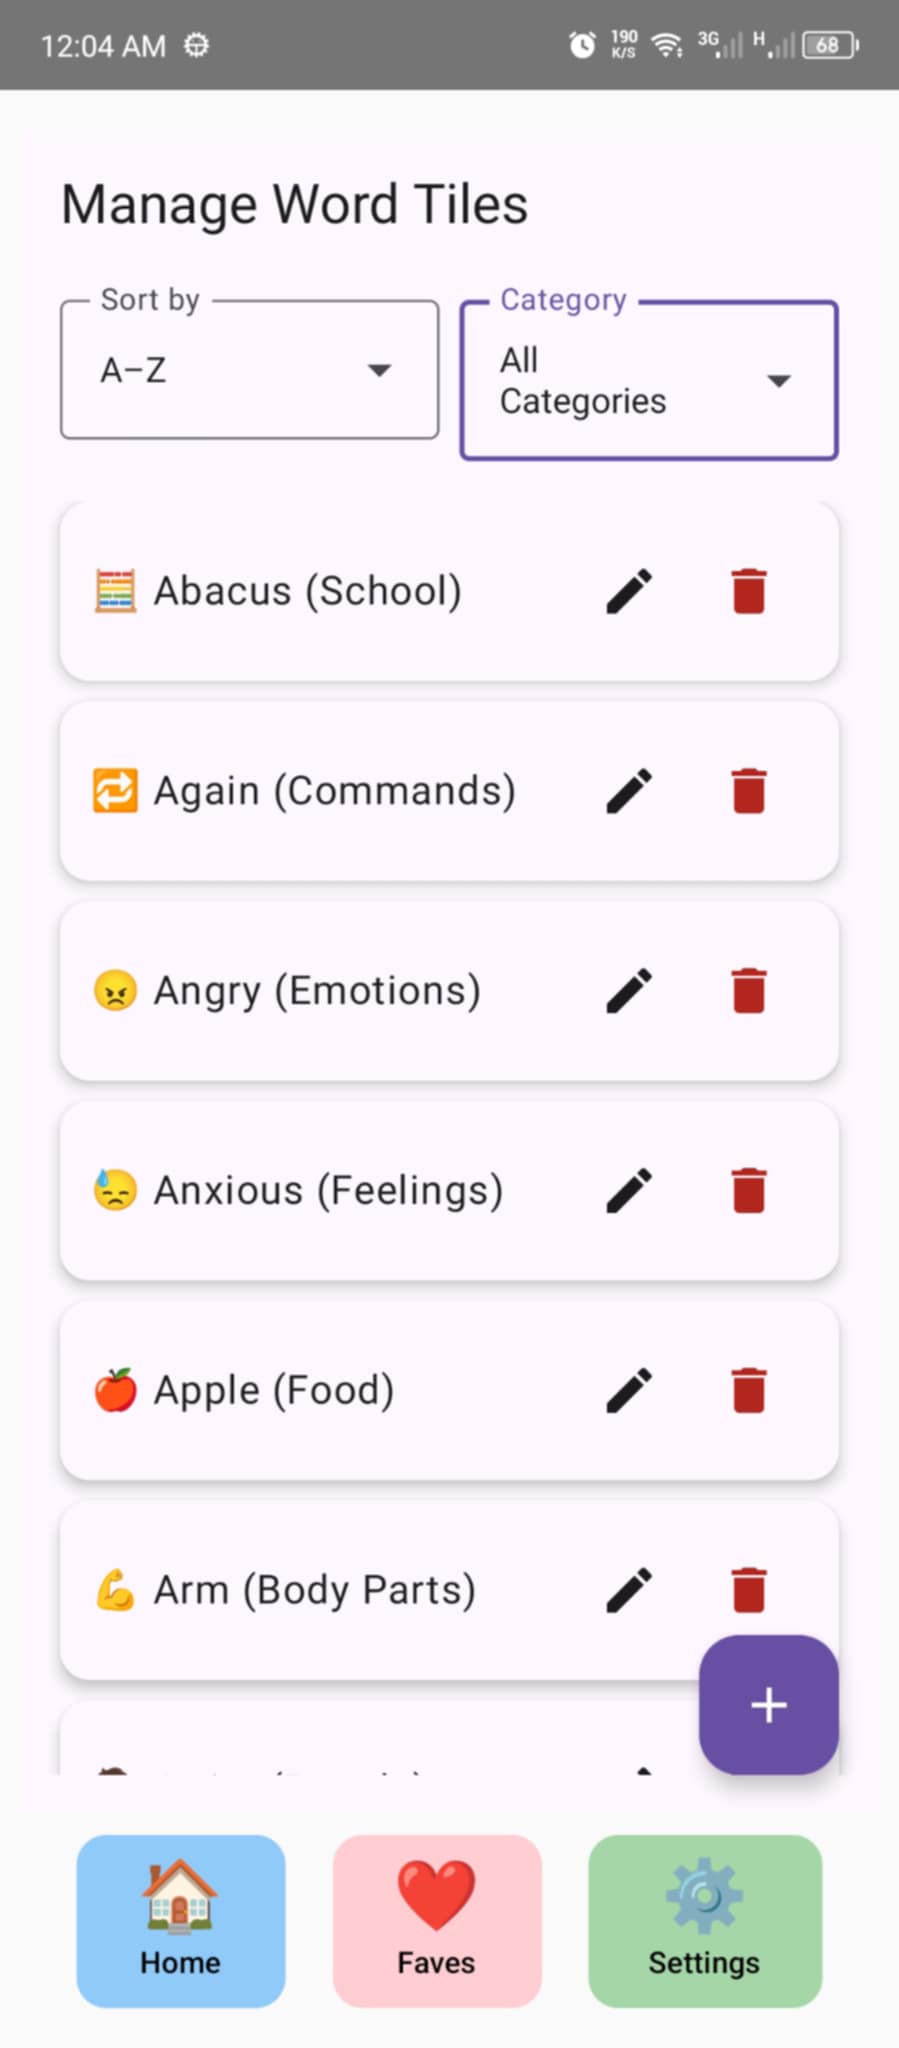 12:04 AM 190 K/S 3G H 68
Manage Word Tiles
Sort by
A–Z
Category
All
Categories
Abacus (School)
Again (Commands)
Angry (Emotions)
Anxious (Feelings)
Apple (Food)
Arm (Body Parts)
Home
Faves
Settings